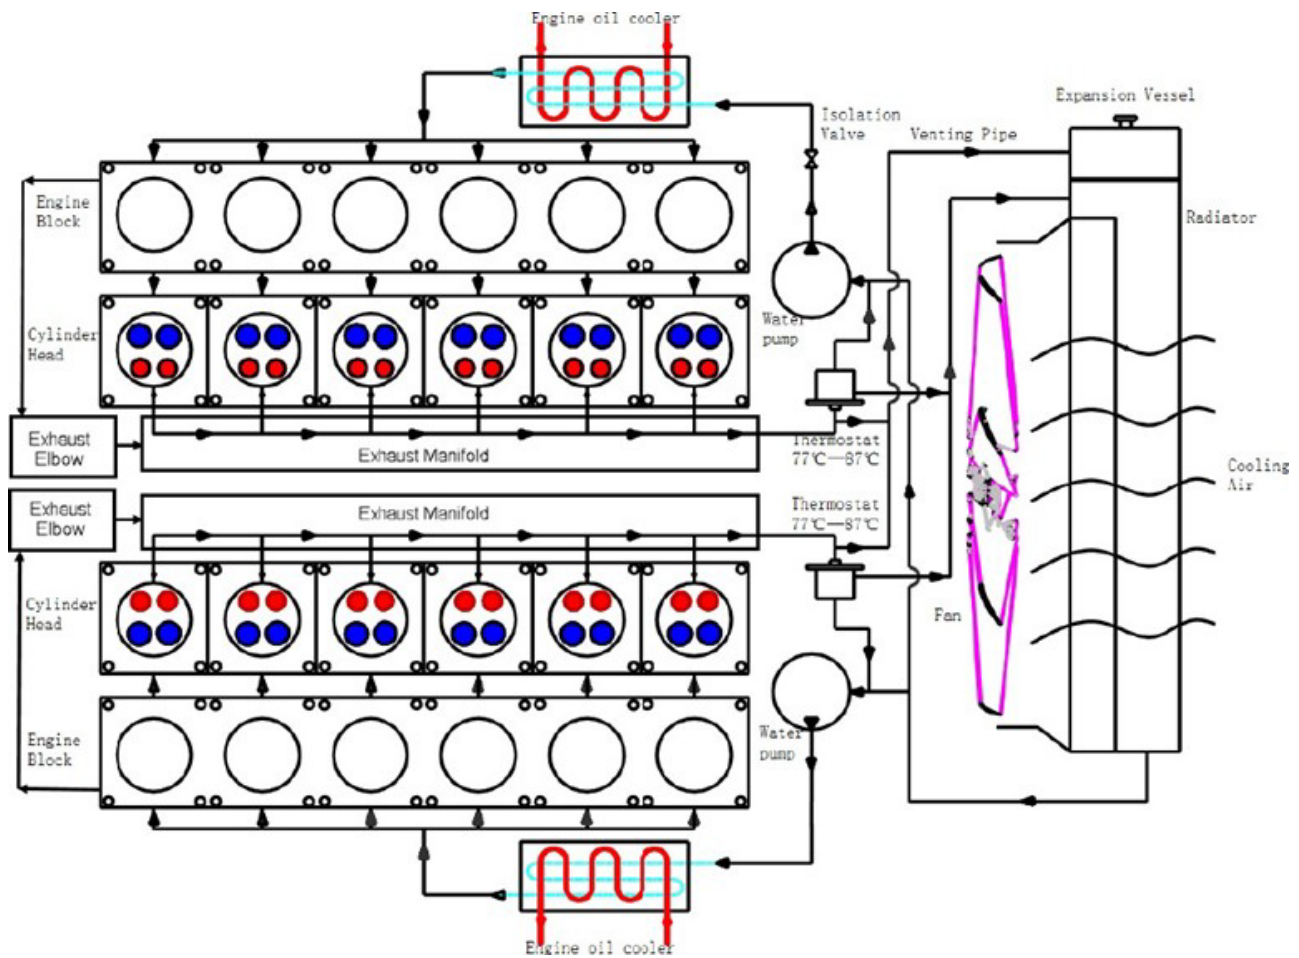 Engine oil cooler
Expansion Vessel
Isolation
Valve
Venting Pipe
Engine
Block
Radiator
Water
pump
Cylinder
Head
Exhaust
Elbow
Exhaust Manifold
Thermostat
77℃—87℃
Cooling
Air
Exhaust
Elbow
Exhaust Manifold
Thermostat
77℃—87℃
Cylinder
Head
Fan
Engine
Block
Water
pump
Engine oil cooler